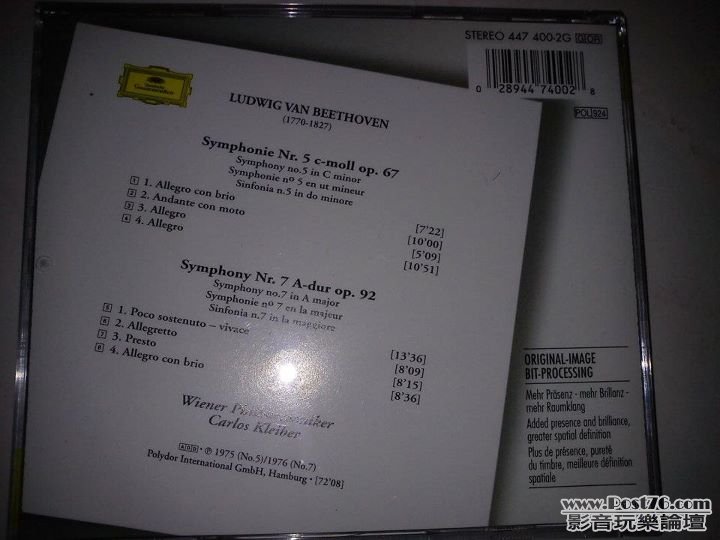 STEREO 447 400-2 GOR
0 28944 74002 8
POL 924
Deutsche
Grammophon
LUDWIG VAN BEETHOVEN
(1770-1827)
Symphonie Nr. 5 c-moll op. 67
Symphony no.5 in C minor
Symphonie nº 5 en ut mineur
Sinfonia n.5 in do minore
1 1. Allegro con brio [7'22]
2 2. Andante con moto [10'00]
3 3. Allegro [5'09]
4 4. Allegro [10'51]
Symphony Nr. 7 A-dur op. 92
Symphony no.7 in A major
Symphonie nº 7 en la majeur
Sinfonia n.7 in la maggiore
5 1. Poco sostenuto – vivace [13'36]
6 2. Allegretto [8'09]
7 3. Presto [8'15]
8 4. Allegro con brio [8'36]
Wiener Philharmoniker
Carlos Kleiber
ADD · ℗ 1975 (No.5)/1976 (No.7)
Polydor International GmbH, Hamburg · [72'08]
ORIGINAL-IMAGE
BIT-PROCESSING
Mehr Präsenz - mehr Brillanz -
mehr Raumklang
Added presence and brilliance,
greater spatial definition
Plus de présence, pureté
du timbre, meilleure définition
spatiale
www.Post76.com
影音玩樂論壇